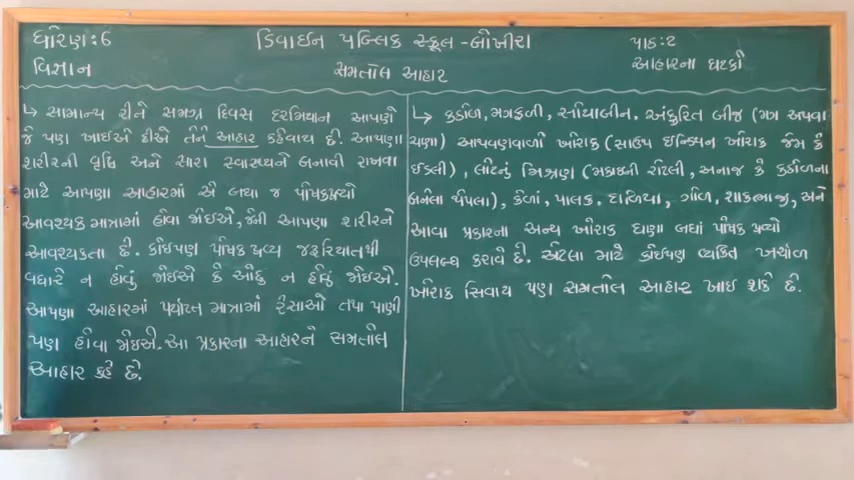 ધોરણ:6
ડિવાઈન પબ્લિક સ્કૂલ - બોખીરા
પાઠ:૨
વિજ્ઞાન
સમતોલ આહાર
આહારના ઘટકો
↳ સામાન્ય રીતે સમગ્ર દિવસ દરમિયાન આપણે
જે પણ ખાઈએ છીએ તેને આહાર કહેવાય છે. આપણા
શરીરની વૃદ્ધિ અને સારા સ્વાસ્થ્યને બનાવી રાખવા
માટે આપણા આહારમાં એ બધા જ પોષકદ્રવ્યો
આવશ્યક માત્રામાં હોવા જોઈએ, જેની આપણા શરીરને
આવશ્યકતા છે. કોઈપણ પોષક દ્રવ્ય જરૂરિયાતથી
વધારે ન હોવું જોઈએ કે ઓછું ન હોવું જોઈએ.
આપણા આહારમાં પર્યાપ્ત માત્રામાં રેસાઓ તથા પાણી
પણ હોવા જોઈએ. આ પ્રકારના આહારને સમતોલ
આહાર કહે છે.
↳ કઠોળ, મગફળી, સોયાબીન, અંકુરિત બીજ (મગ અથવા
ચણા) આથવણવાળો ખોરાક (સાઉથ ઈન્ડિયન ખોરાક જેમ કે
ઈડલી), લોટનું મિશ્રણ (મકાઈની રોટલી, અનાજ કે કઠોળના
બનેલા થેપલા), કેળાં, પાલક, દાળિયા, ગોળ, શાકભાજી, અને
આવા પ્રકારના અન્ય ખોરાક ઘણા બધાં પોષક દ્રવ્યો
ઉપલબ્ધ કરાવે છે. એટલા માટે કોઈપણ વ્યક્તિ ખર્ચાળ
ખોરાક સિવાય પણ સમતોલ આહાર ખાઈ શકે છે.